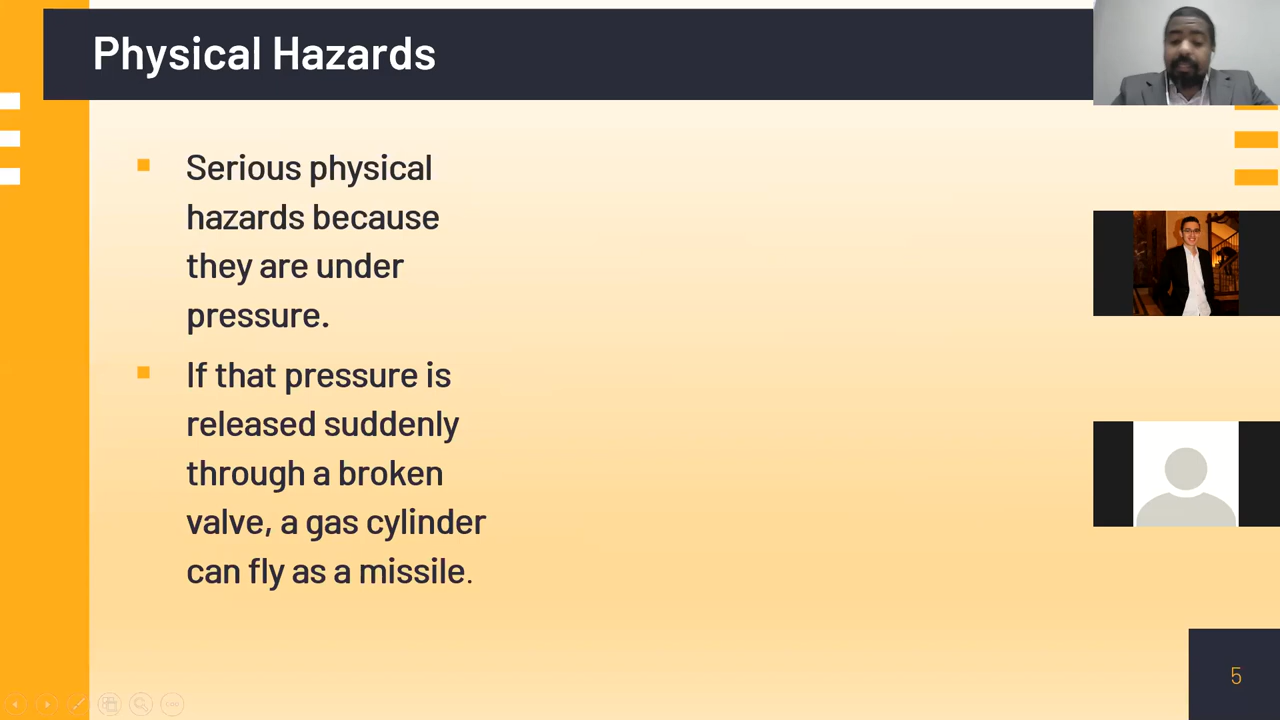 Physical Hazards
Serious physical
hazards because
they are under
pressure.
If that pressure is
released suddenly
through a broken
valve, a gas cylinder
can fly as a missile.
5